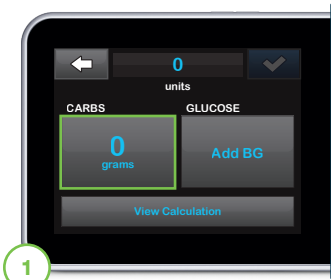 0
units
CARBS GLUCOSE
0
grams
Add BG
View Calculation
1